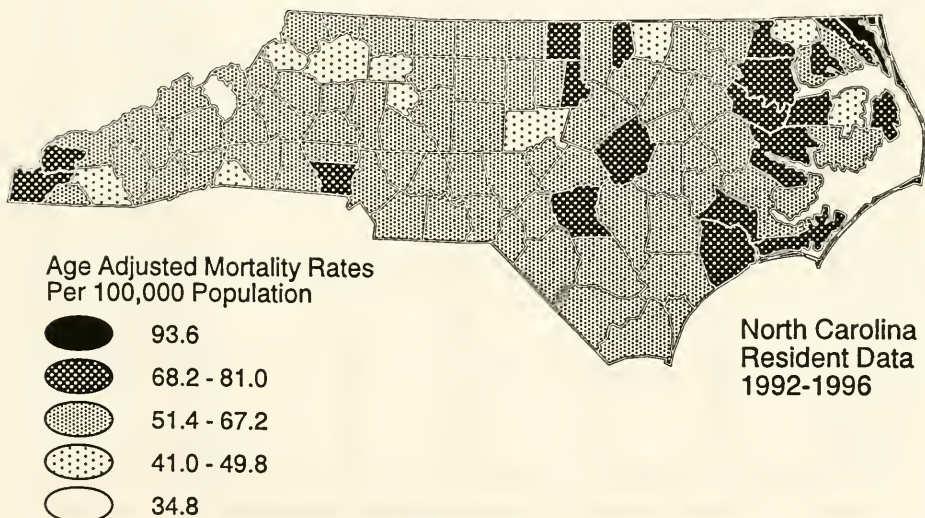 Age Adjusted Mortality Rates
Per 100,000 Population
93.6
68.2 - 81.0
51.4 - 67.2
41.0 - 49.8
34.8
North Carolina
Resident Data
1992-1996